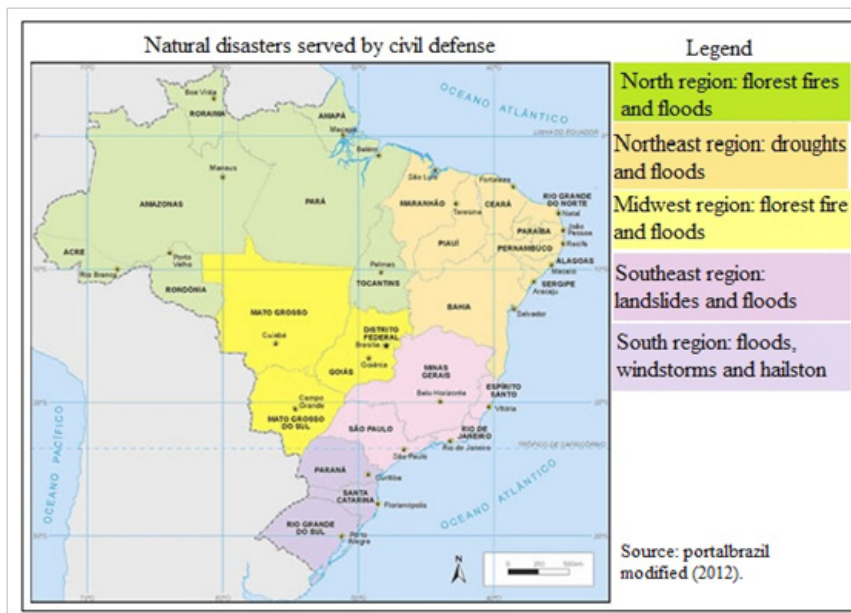 Natural disasters served by civil defense
Legend
North region: florest fires
and floods
Northeast region: droughts
and floods
Midwest region: florest fire
and floods
Southeast region:
landslides and floods
South region: floods,
windstorms and hailston
Source: portalbrazil
modified (2012).
OCEANO ATLÂNTICO
LINHA DO EQUADOR
Boa Vista
RORAIMA
AMAPÁ
Macapá
Belém
Manaus
AMAZONAS
PARÁ
São Luís
MARANHÃO
Teresina
Fortaleza
CEARÁ
RIO GRANDE
DO NORTE
Natal
PARAÍBA
João
Pessoa
PIAUÍ
PERNAMBUCO
Recife
ACRE
Rio Branco
Porto
Velho
RONDÔNIA
Palmas
TOCANTINS
ALAGOAS
Maceió
SERGIPE
Aracaju
BAHIA
Salvador
MATO GROSSO
Cuiabá
DISTRITO
FEDERAL
Brasília
Goiânia
GOIÁS
MINAS
GERAIS
Belo Horizonte
ESPÍRITO
SANTO
Vitória
Campo
Grande
MATO GROSSO
DO SUL
SÃO PAULO
São Paulo
RIO DE
JANEIRO
Rio de Janeiro
TRÓPICO DE CAPRICÓRNIO
PARANÁ
Curitiba
SANTA
CATARINA
Florianópolis
RIO GRANDE
DO SUL
Porto
Alegre
OCEANO PACÍFICO
OCEANO ATLÂNTICO
N